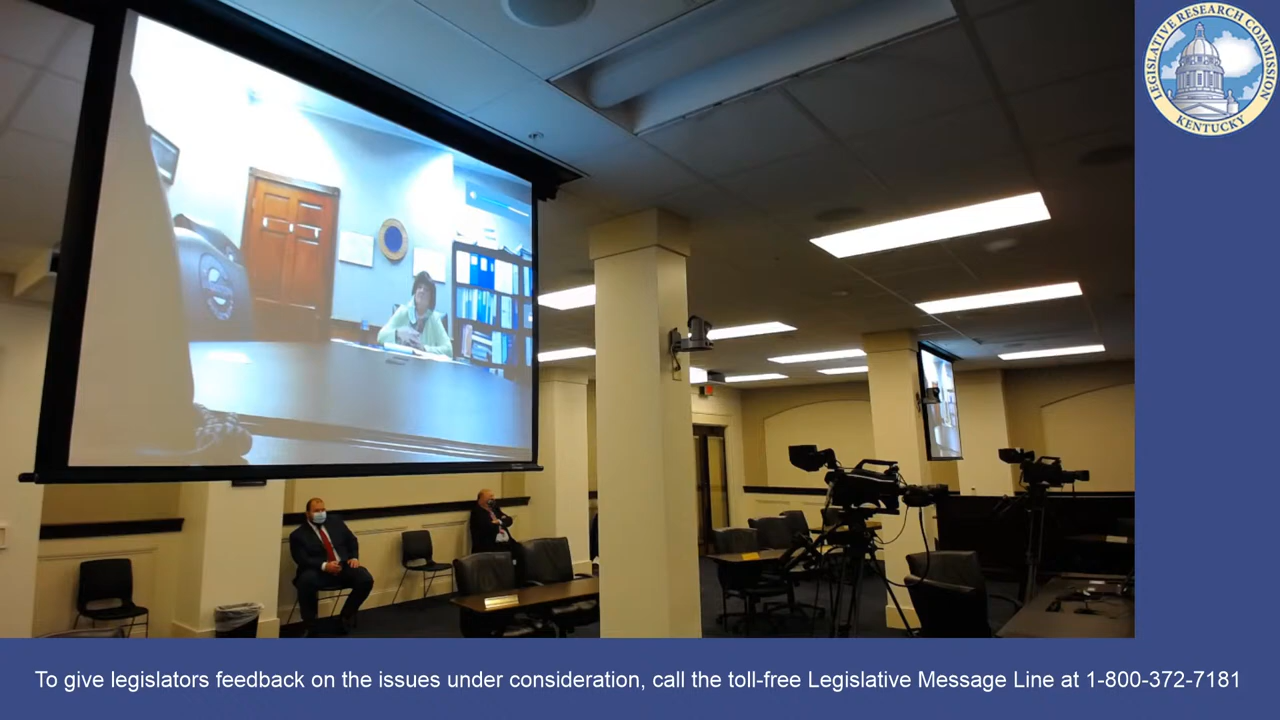 LEGISLATIVE RESEARCH COMMISSION
KENTUCKY
To give legislators feedback on the issues under consideration, call the toll-free Legislative Message Line at 1-800-372-7181